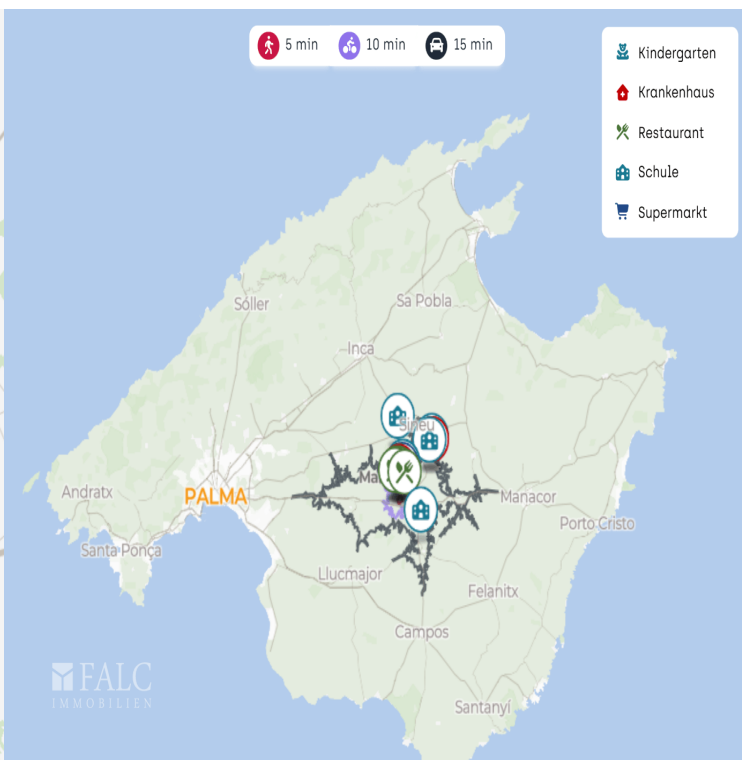 5 min
10 min
15 min
Kindergarten
Krankenhaus
Restaurant
Schule
Supermarkt
Sóller
Sa Pobla
Inca
Sineu
Andratx
PALMA
Manacor
Porto Cristo
Santa Ponça
Llucmajor
Felanitx
Campos
FALC
IMMOBILIEN
Santanyí